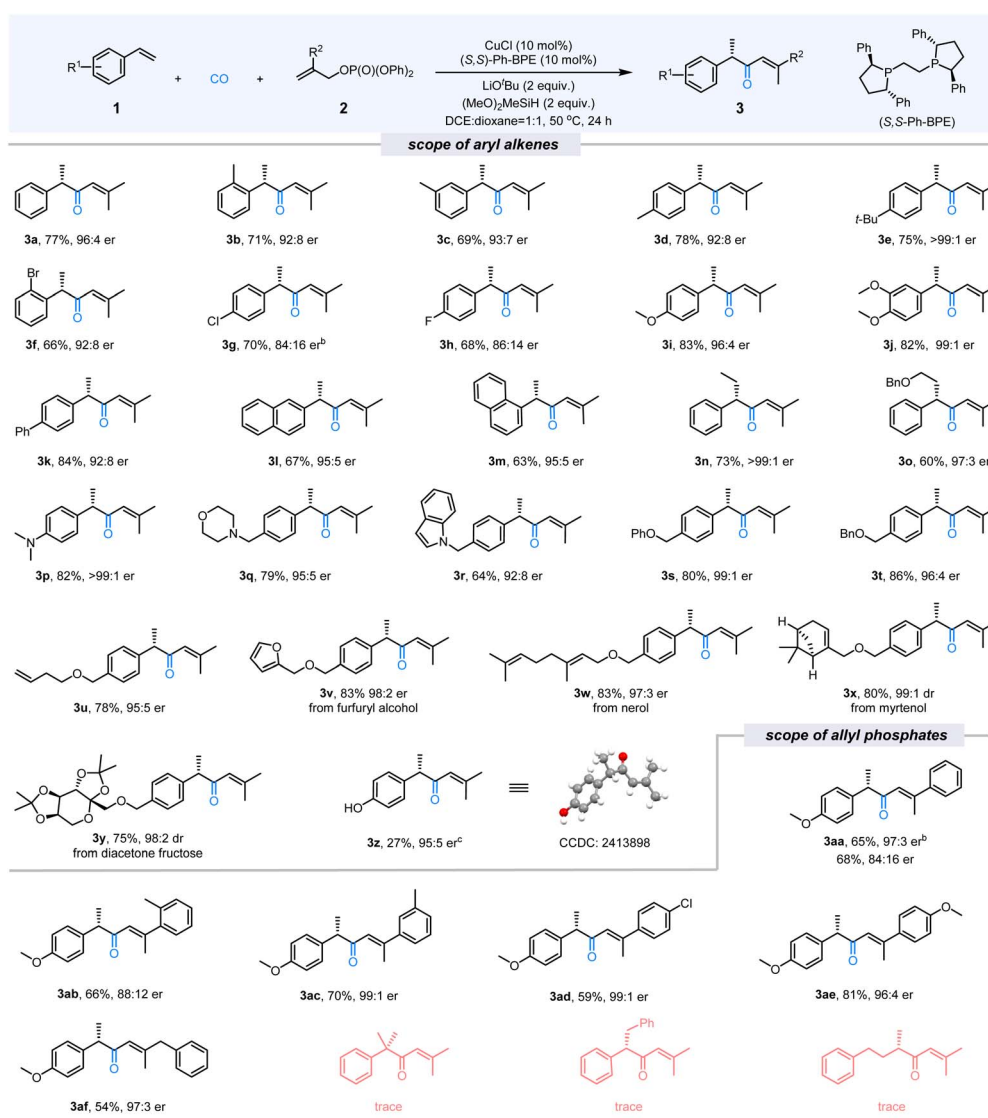 R¹
1
+
CO
+
R²
OP(O)(OPh)₂
2
CuCl (10 mol%)
(S,S)-Ph-BPE (10 mol%)
LiOᵗBu (2 equiv.)
(MeO)₂MeSiH (2 equiv.)
DCE:dioxane=1:1, 50 ºC, 24 h
R¹
O
R²
3
Ph
Ph
P
P
Ph
Ph
(S,S-Ph-BPE)
scope of aryl alkenes
O
O
O
O
t-Bu
O
3a, 77%, 96:4 er
3b, 71%, 92:8 er
3c, 69%, 93:7 er
3d, 78%, 92:8 er
3e, 75%, >99:1 er
Br
O
Cl
O
F
O
O
O
O
O
O
3f, 66%, 92:8 er
3g, 70%, 84:16 erᵇ
3h, 68%, 86:14 er
3i, 83%, 96:4 er
3j, 82%, 99:1 er
Ph
O
O
O
O
BnO
O
3k, 84%, 92:8 er
3l, 67%, 95:5 er
3m, 63%, 95:5 er
3n, 73%, >99:1 er
3o, 60%, 97:3 er
N
O
O
N
O
N
O
PhO
O
BnO
O
3p, 82%, >99:1 er
3q, 79%, 95:5 er
3r, 64%, 92:8 er
3s, 80%, 99:1 er
3t, 86%, 96:4 er
O
O
O
O
O
O
O
H
H
O
O
3u, 78%, 95:5 er
3v, 83% 98:2 er
from furfuryl alcohol
3w, 83%, 97:3 er
from nerol
3x, 80%, 99:1 dr
from myrtenol
scope of allyl phosphates
O
O
O
O
O
O
O
3y, 75%, 98:2 dr
from diacetone fructose
HO
O
3z, 27%, 95:5 erᶜ
≡
CCDC: 2413898
O
O
3aa, 65%, 97:3 erᵇ
68%, 84:16 er
O
O
O
O
O
O
Cl
O
O
O
3ab, 66%, 88:12 er
3ac, 70%, 99:1 er
3ad, 59%, 99:1 er
3ae, 81%, 96:4 er
O
O
O
Ph
O
O
3af, 54%, 97:3 er
trace
trace
trace